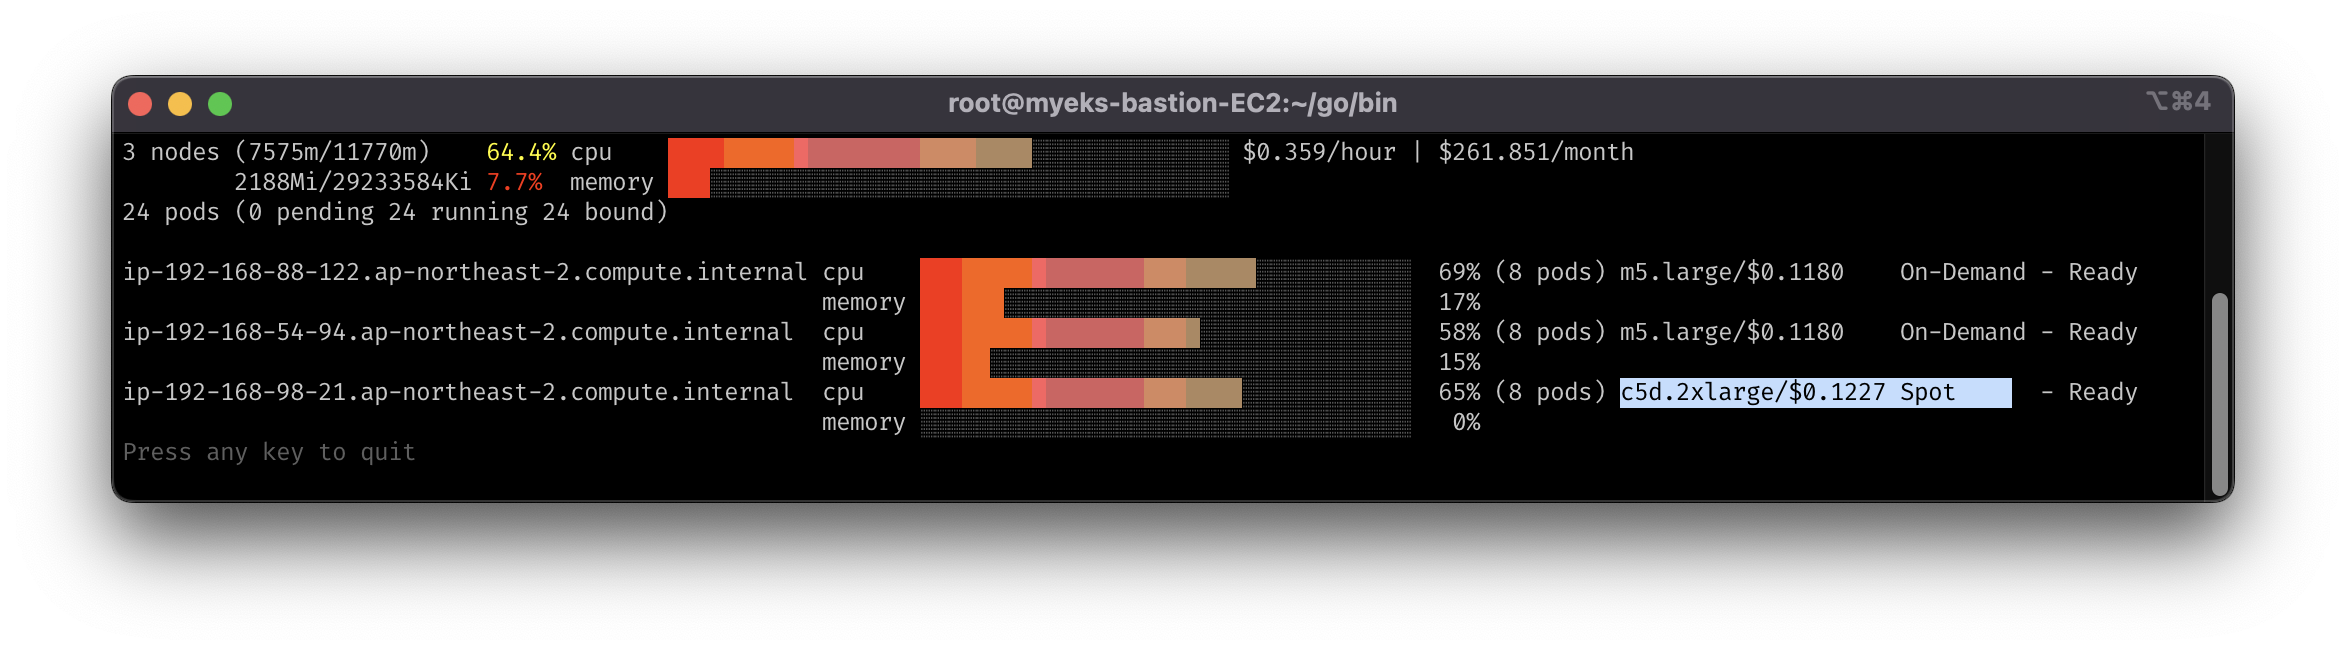 root@myeks-bastion-EC2:~/go/bin ⌥⌘4
3 nodes (7575m/11770m) 64.4% cpu $0.359/hour | $261.851/month
2188Mi/29233584Ki 7.7% memory
24 pods (0 pending 24 running 24 bound)
ip-192-168-88-122.ap-northeast-2.compute.internal cpu 69% (8 pods) m5.large/$0.1180 On-Demand - Ready
memory 17%
ip-192-168-54-94.ap-northeast-2.compute.internal cpu 58% (8 pods) m5.large/$0.1180 On-Demand - Ready
memory 15%
ip-192-168-98-21.ap-northeast-2.compute.internal cpu 65% (8 pods) c5d.2xlarge/$0.1227 Spot - Ready
memory 0%
Press any key to quit